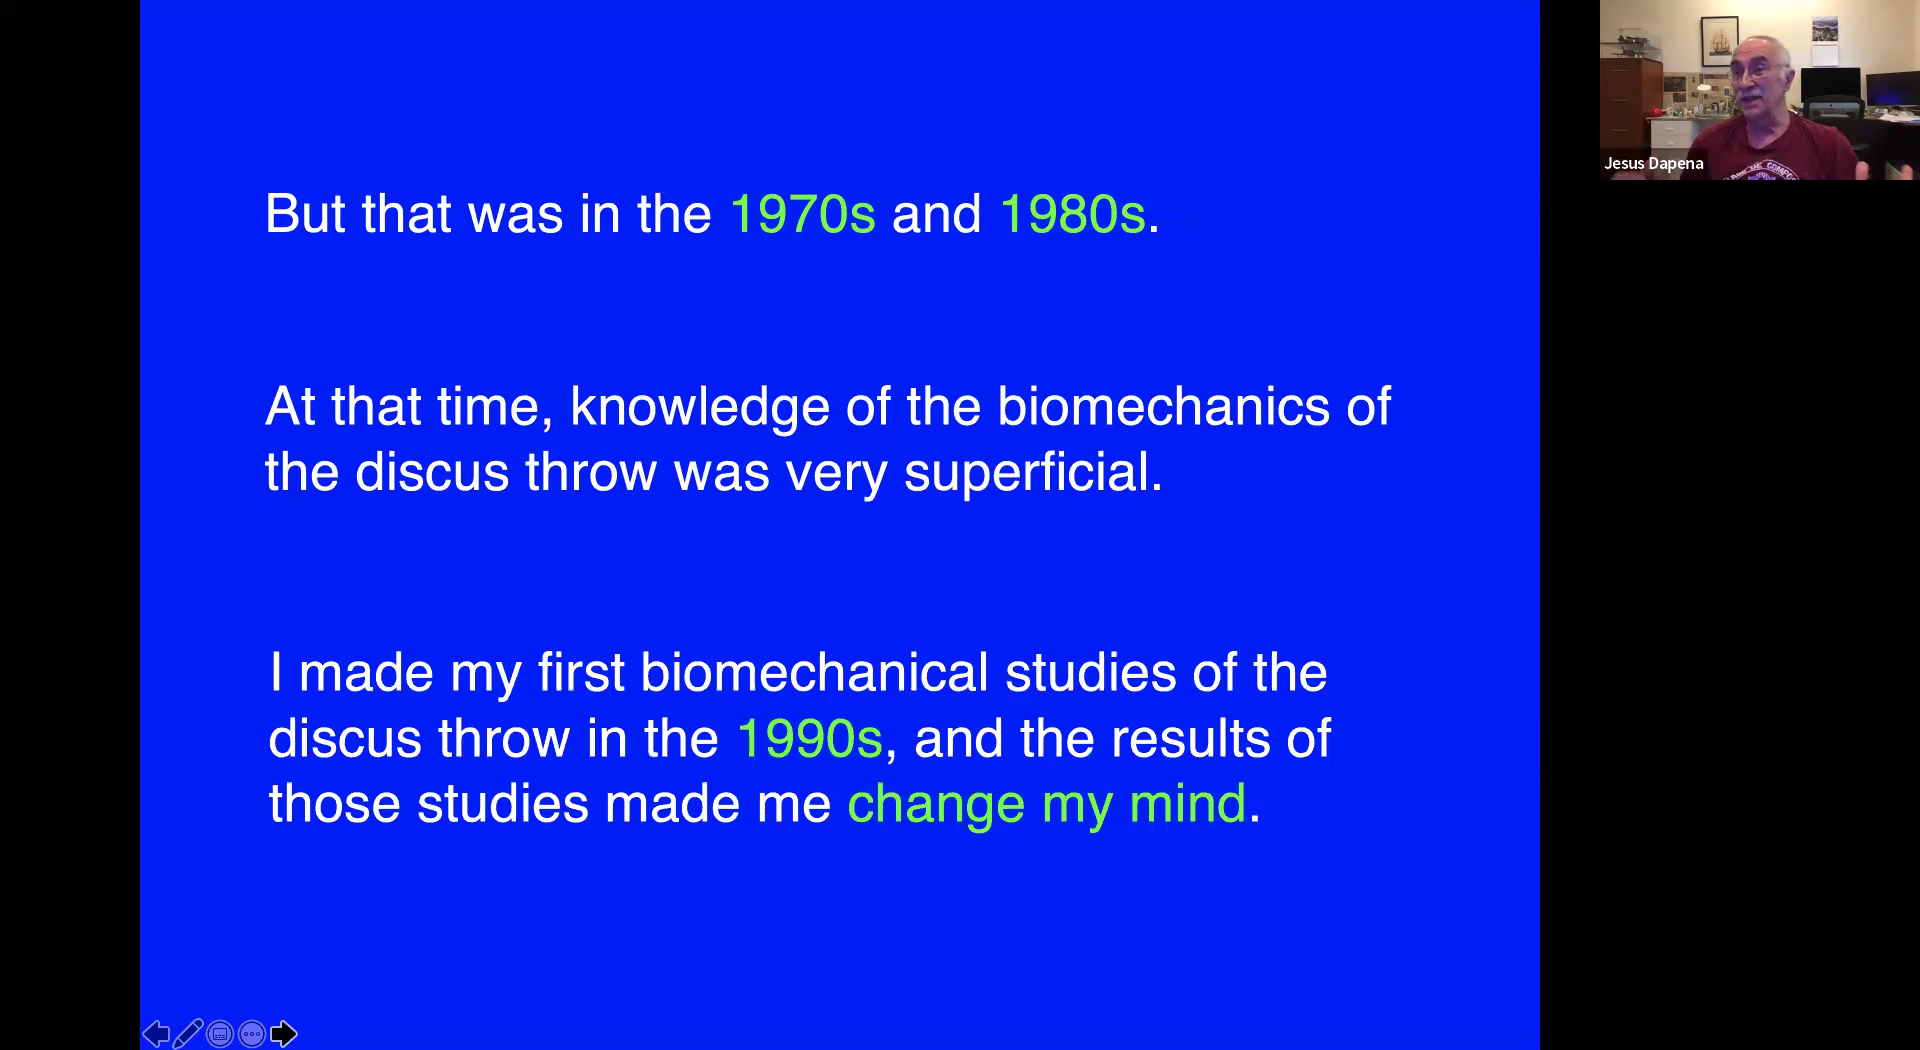 But that was in the 1970s and 1980s.
At that time, knowledge of the biomechanics of
the discus throw was very superficial.
I made my first biomechanical studies of the
discus throw in the 1990s, and the results of
those studies made me change my mind.
Jesus Dapena